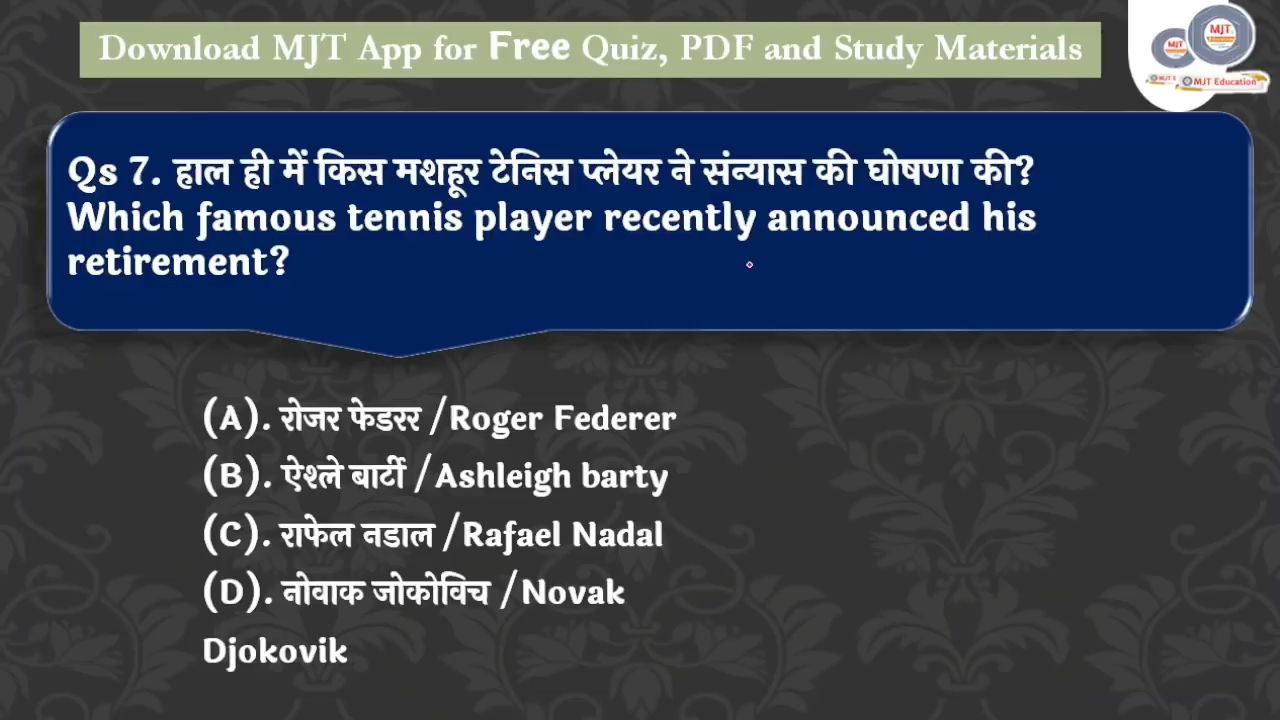 Download MJT App for Free Quiz, PDF and Study Materials
MJT
MJT
MJT Education
Qs 7. हाल ही में किस मशहूर टेनिस प्लेयर ने संन्यास की घोषणा की?
Which famous tennis player recently announced his
retirement?
(A). रोजर फेडरर /Roger Federer
(B). ऐश्ले बार्टी /Ashleigh barty
(C). राफेल नडाल /Rafael Nadal
(D). नोवाक जोकोविच /Novak
Djokovik